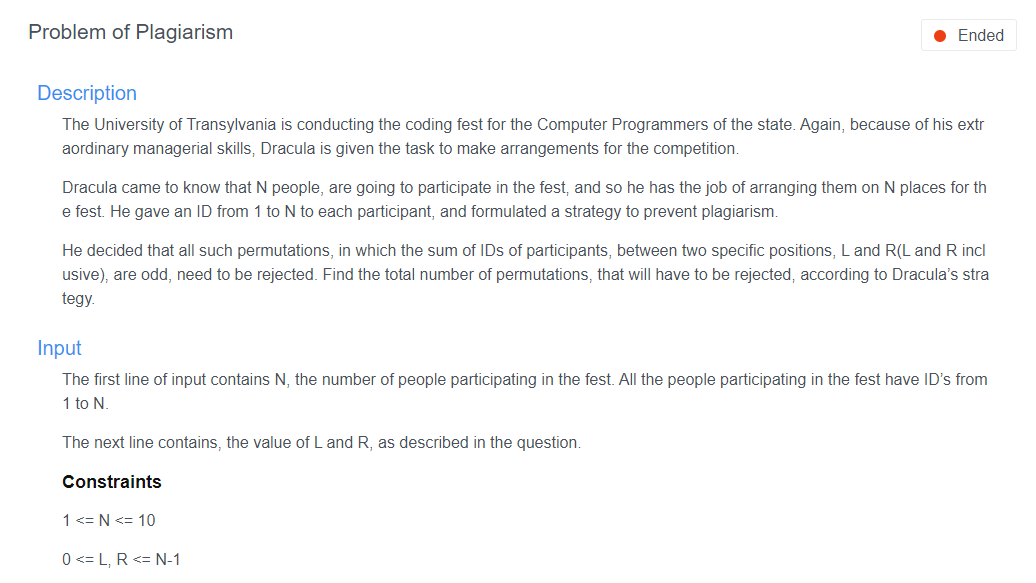 Problem of Plagiarism
Ended
Description
The University of Transylvania is conducting the coding fest for the Computer Programmers of the state. Again, because of his extr
aordinary managerial skills, Dracula is given the task to make arrangements for the competition.
Dracula came to know that N people, are going to participate in the fest, and so he has the job of arranging them on N places for th
e fest. He gave an ID from 1 to N to each participant, and formulated a strategy to prevent plagiarism.
He decided that all such permutations, in which the sum of IDs of participants, between two specific positions, L and R(L and R incl
usive), are odd, need to be rejected. Find the total number of permutations, that will have to be rejected, according to Dracula’s stra
tegy.
Input
The first line of input contains N, the number of people participating in the fest. All the people participating in the fest have ID’s from
1 to N.
The next line contains, the value of L and R, as described in the question.
Constraints
1 <= N <= 10
0 <= L, R <= N-1